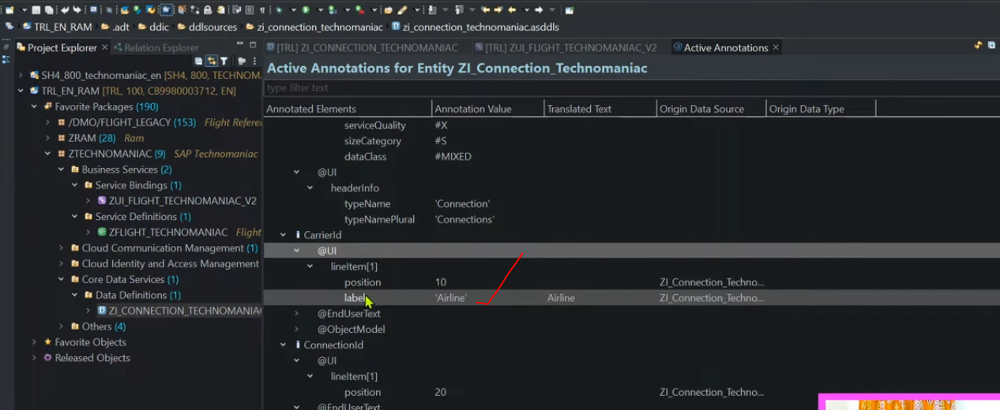 TRL_EN_RAM > .adt > ddic > ddlsources > zi_connection_technomaniac > zi_connection_technomaniac.asddls
Project Explorer
Relation Explorer
[TRL] ZI_CONNECTION_TECHNOMANIAC
[TRL] ZUI_FLIGHT_TECHNOMANIAC_V2
Active Annotations
Active Annotations for Entity ZI_Connection_Technomaniac
type filter text
Annotated Elements Annotation Value Translated Text Origin Data Source Origin Data Type
serviceQuality #X
sizeCategory #S
dataClass #MIXED
@UI
headerInfo
typeName 'Connection'
typeNamePlural 'Connections'
CarrierId
@UI
lineItem[1]
position 10 ZI_Connection_Techno...
label 'Airline' Airline ZI_Connection_Techno...
@EndUserText
@ObjectModel
ConnectionId
@UI
lineItem[1]
position 20 ZI_Connection_Techno...
@EndUserText
SH4_800_technomaniac_en [SH4, 800, TECHNOM
TRL_EN_RAM [TRL, 100, CB9980003712, EN]
Favorite Packages (190)
/DMO/FLIGHT_LEGACY (153) Flight Refere
ZRAM (28) Ram
ZTECHNOMANIAC (9) SAP Technomaniac
Business Services (2)
Service Bindings (1)
ZUI_FLIGHT_TECHNOMANIAC_V2
Service Definitions (1)
ZFLIGHT_TECHNOMANIAC Flight
Cloud Communication Management (1)
Cloud Identity and Access Management
Core Data Services (1)
Data Definitions (1)
ZI_CONNECTION_TECHNOMANIAC
Others (4)
Favorite Objects
Released Objects